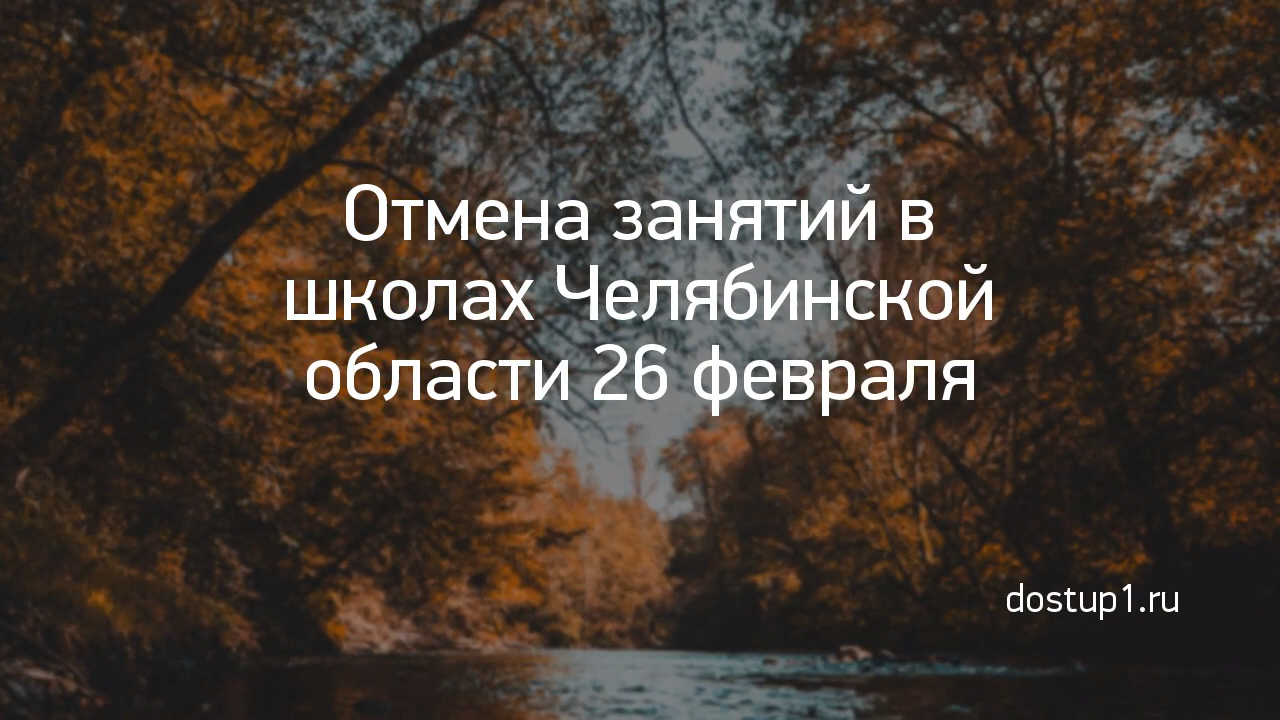 Отмена занятий в
школах Челябинской
области 26 февраля
dostup1.ru